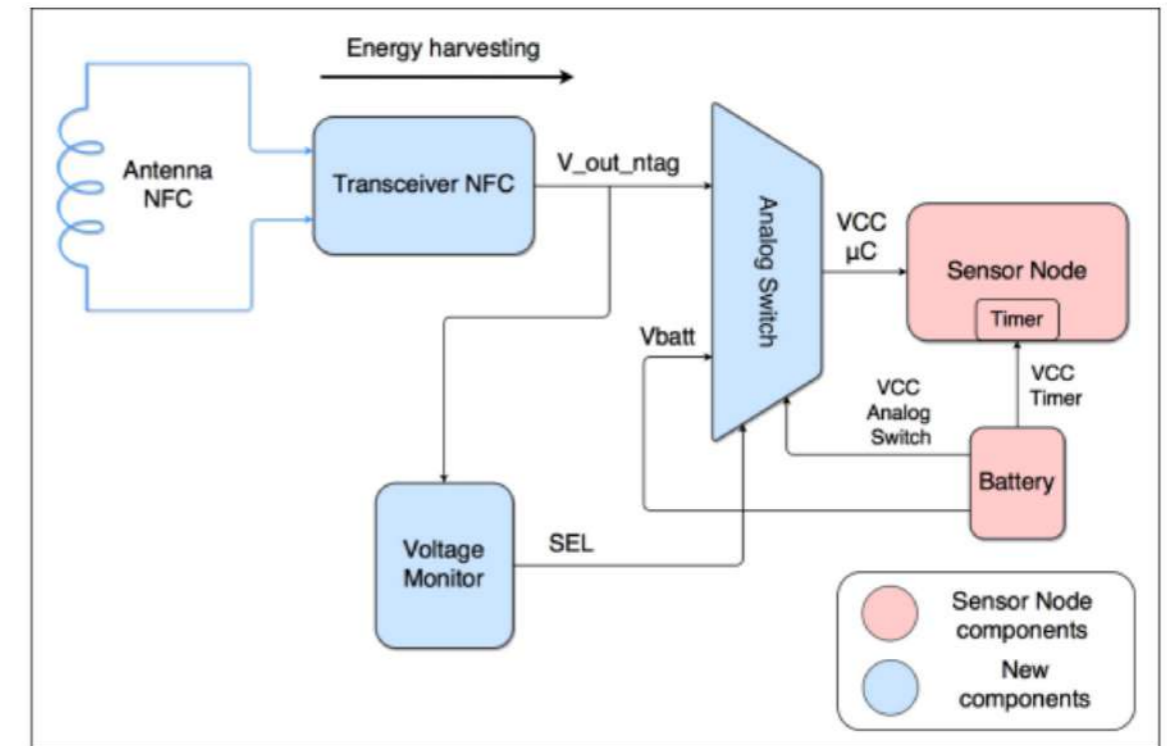 Energy harvesting
Antenna
NFC
Transceiver NFC
V_out_ntag
Analog Switch
VCC
µC
Sensor Node
Timer
Vbatt
VCC
Analog
Switch
VCC
Timer
Battery
Voltage
Monitor
SEL
Sensor Node
components
New
components